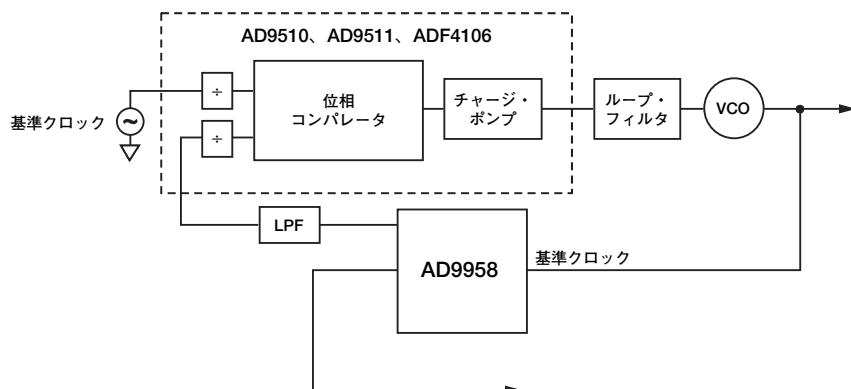 AD9510、AD9511、ADF4106
÷
位相
コンパレータ
チャージ・
ポンプ
ループ・
フィルタ
VCO
基準クロック
~
÷
LPF
AD9958
基準クロック